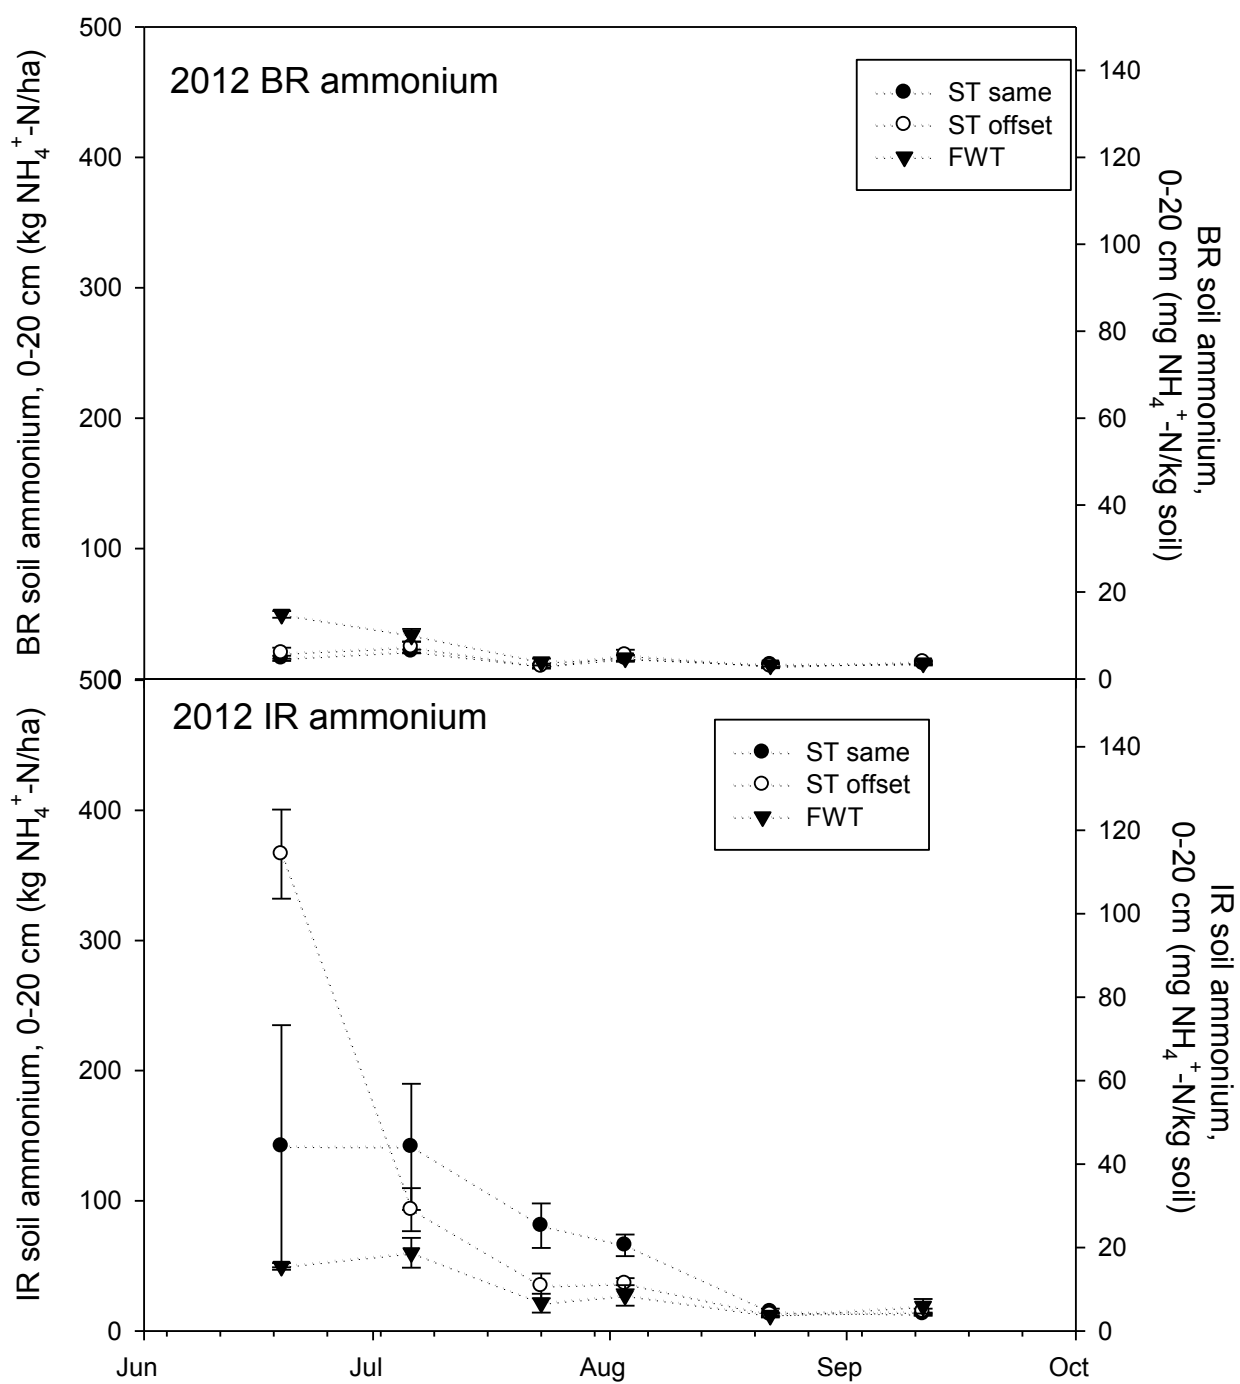 2012 BR ammonium
BR soil ammonium, 0-20 cm (kg NH4+-N/ha)
500
400
300
200
100
ST same
ST offset
FWT
140
120
100
80
60
40
20
0
BR soil ammonium,
0-20 cm (mg NH4+-N/kg soil)
2012 IR ammonium
IR soil ammonium, 0-20 cm (kg NH4+-N/ha)
500
400
300
200
100
0
ST same
ST offset
FWT
140
120
100
80
60
40
20
0
IR soil ammonium,
0-20 cm (mg NH4+-N/kg soil)
Jun Jul Aug Sep Oct